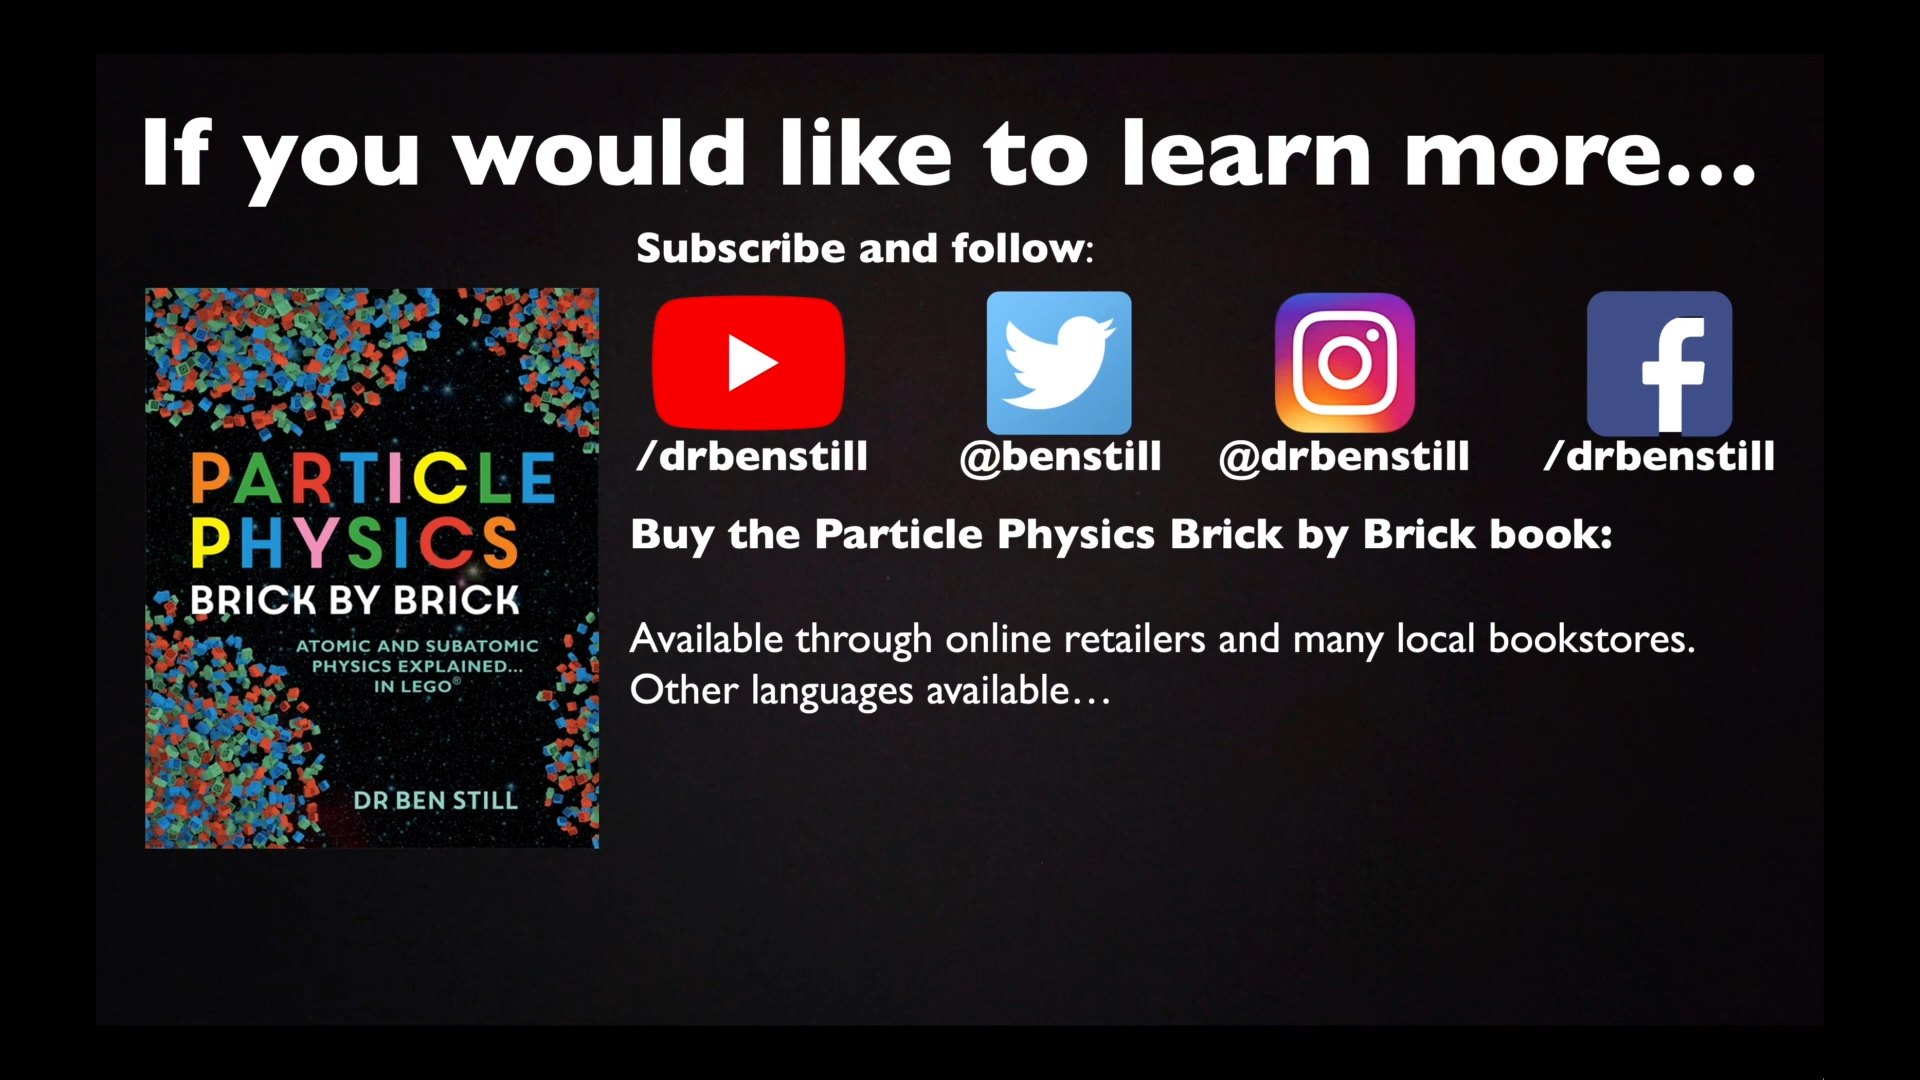 If you would like to learn more…
Subscribe and follow:
/drbenstill
@benstill
@drbenstill
/drbenstill
PARTICLE
PHYSICS
BRICK BY BRICK
ATOMIC AND SUBATOMIC
PHYSICS EXPLAINED...
IN LEGO®
DR BEN STILL
Buy the Particle Physics Brick by Brick book:
Available through online retailers and many local bookstores.
Other languages available…